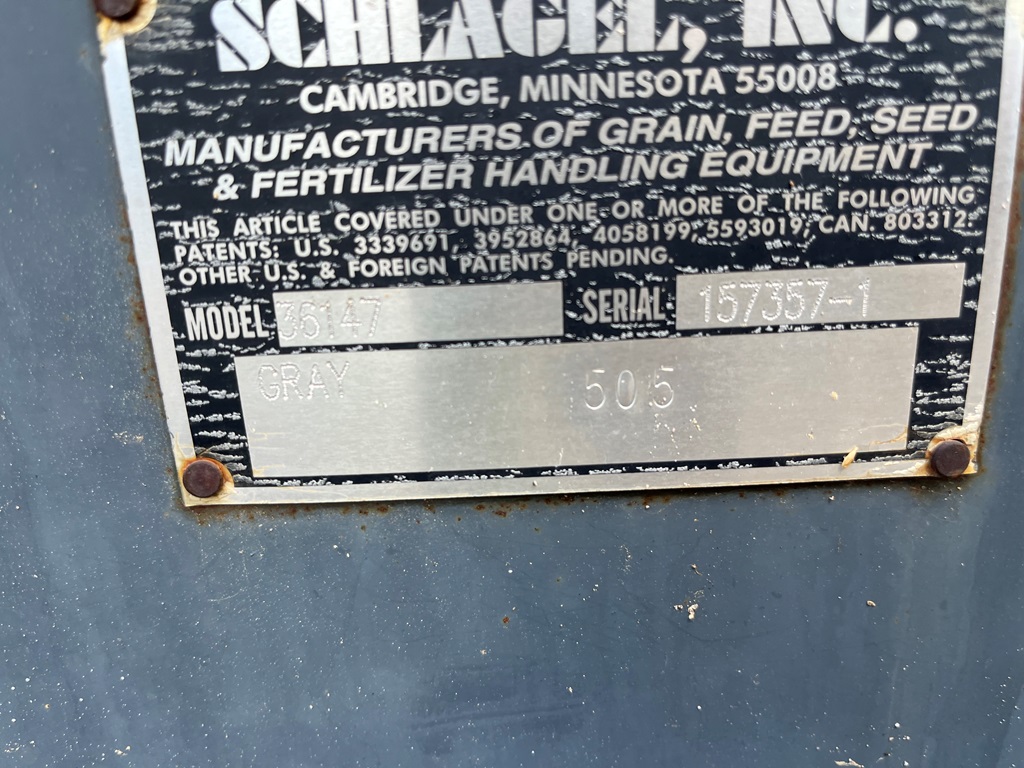 SCHLAGEL, INC.
CAMBRIDGE, MINNESOTA 55008
MANUFACTURERS OF GRAIN, FEED, SEED
& FERTILIZER HANDLING EQUIPMENT
THIS ARTICLE COVERED UNDER ONE OR MORE OF THE FOLLOWING
PATENTS: U.S. 3339691, 3952864, 4058199, 5593019; CAN. 803312.
OTHER U.S. & FOREIGN PATENTS PENDING.
MODEL 36147 SERIAL 157357-1
GRAY 505